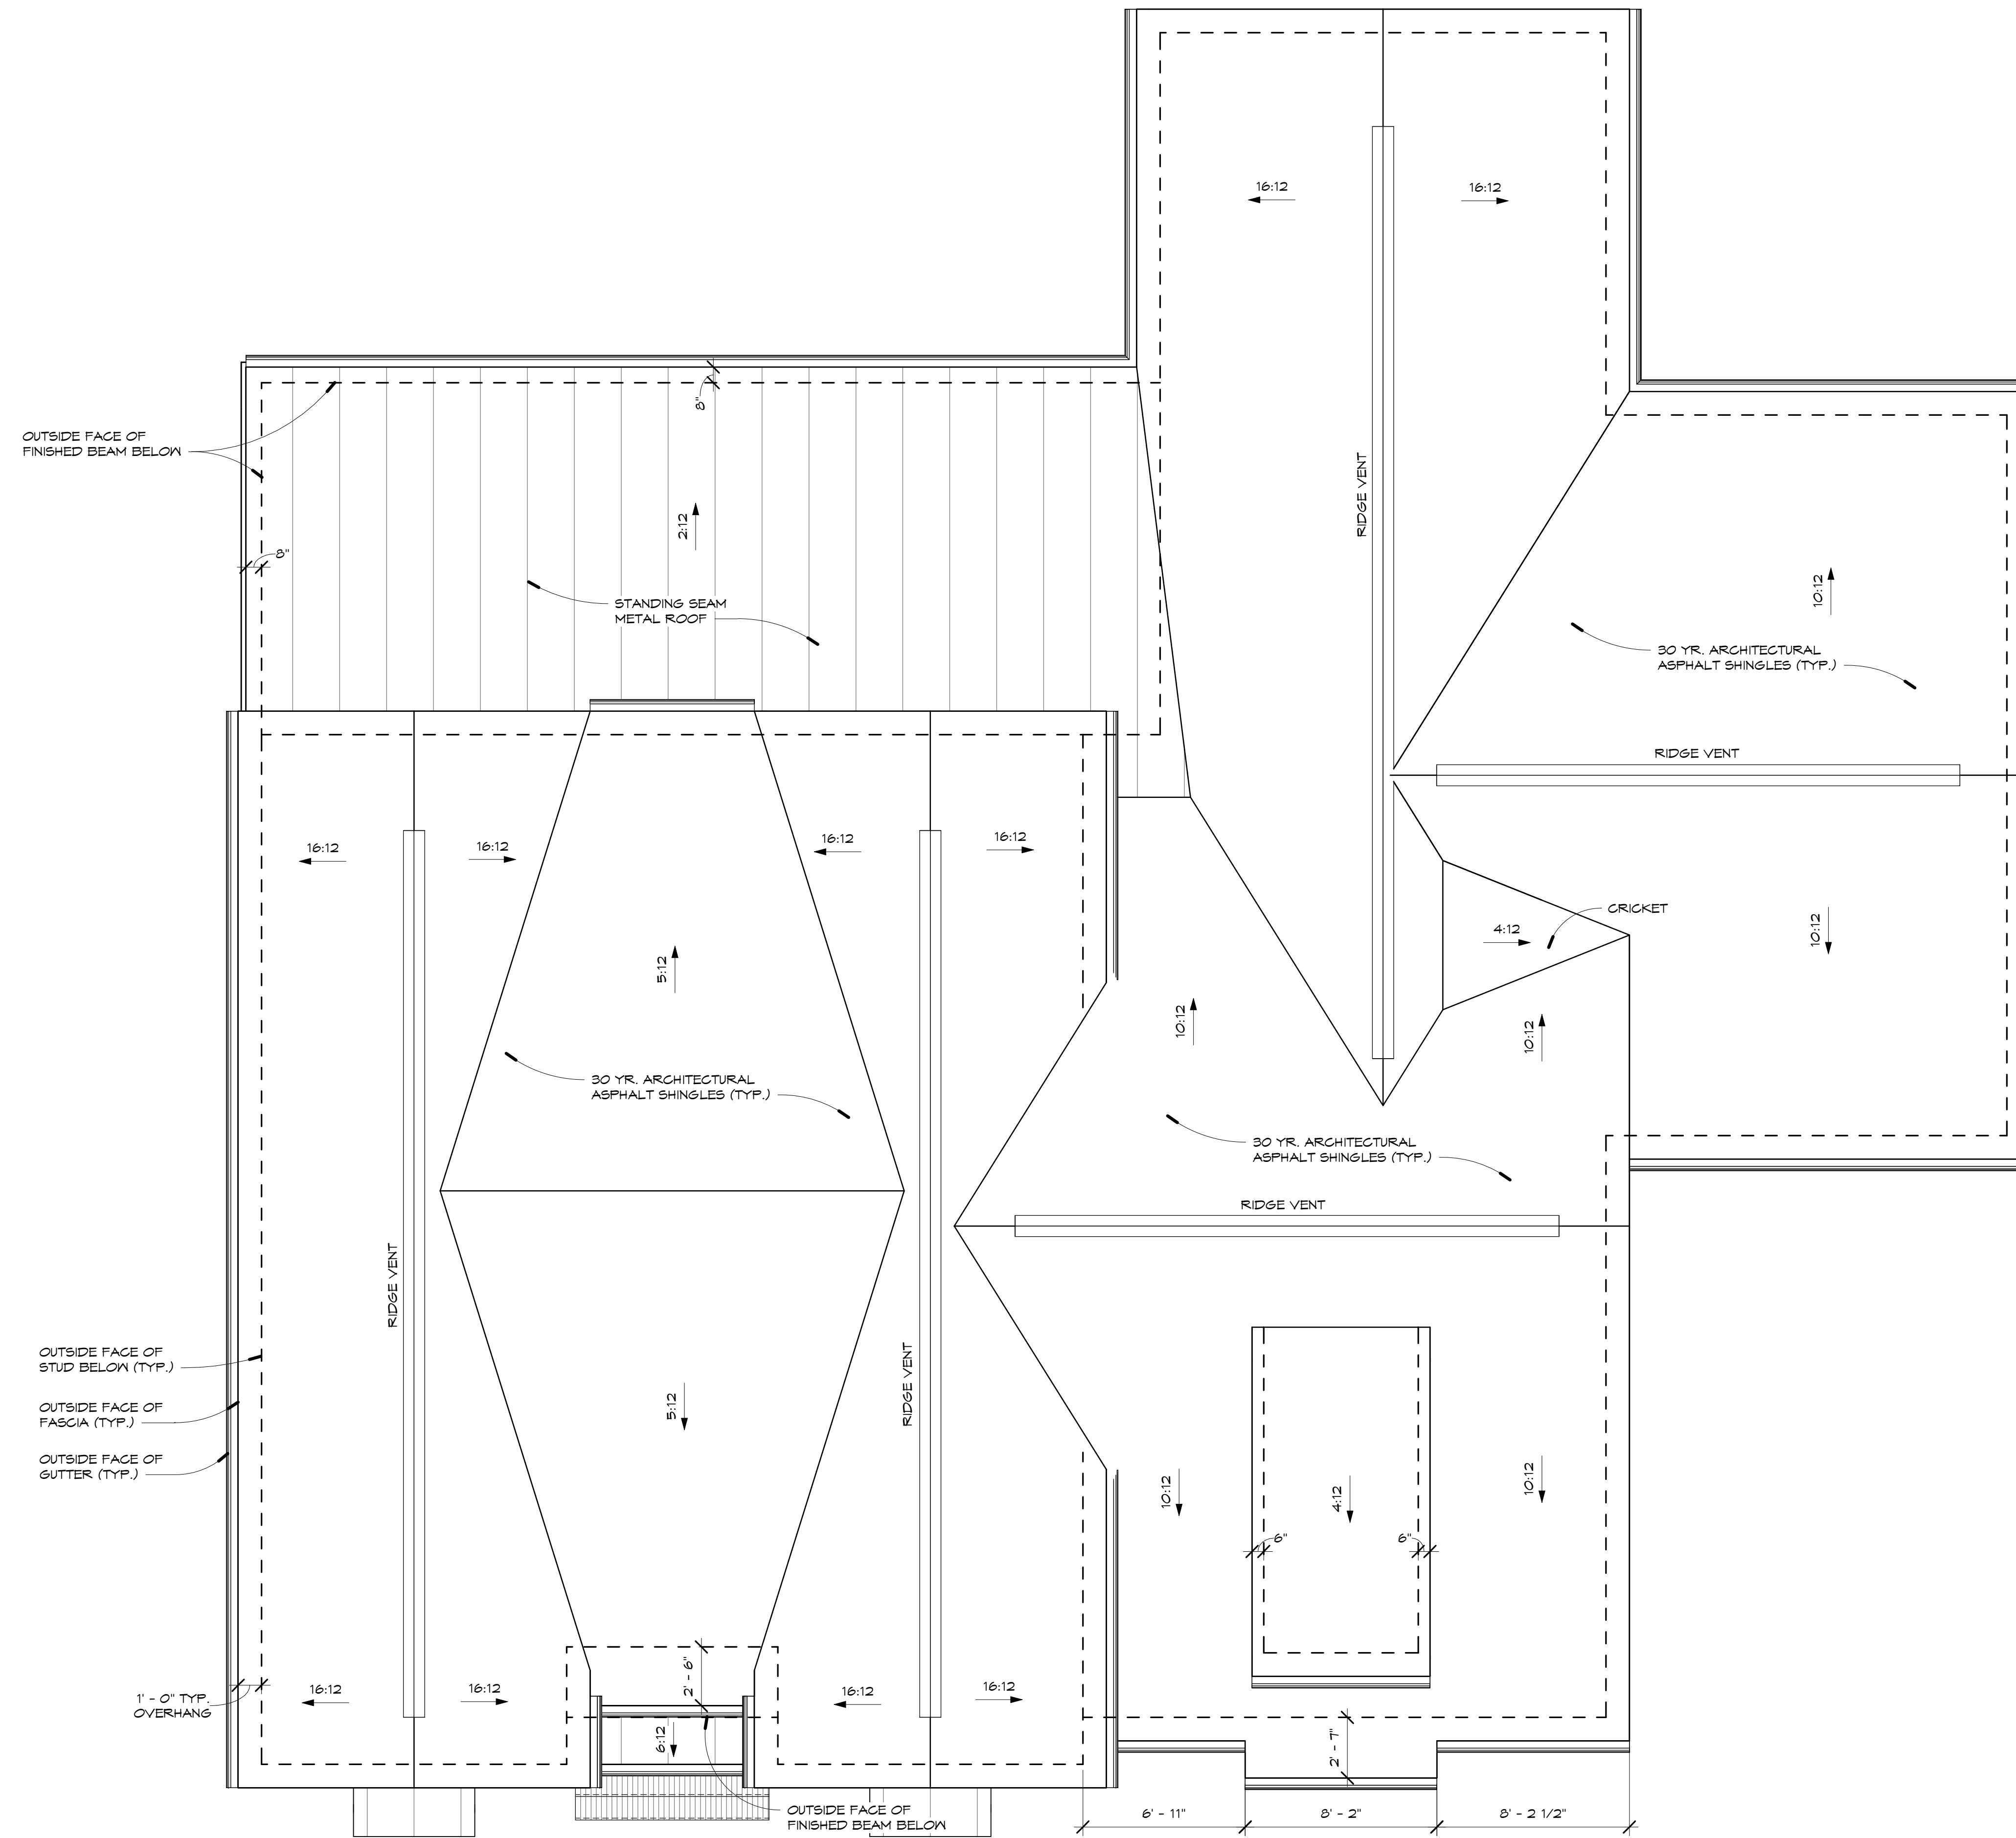 16:12
16:12
8"
OUTSIDE FACE OF
FINISHED BEAM BELOW
RIDGE VENT
2:12
8"
10:12
STANDING SEAM
METAL ROOF
30 YR. ARCHITECTURAL
ASPHALT SHINGLES (TYP.)
RIDGE VENT
16:12
16:12
16:12
16:12
CRICKET
4:12
10:12
5:12
10:12
10:12
30 YR. ARCHITECTURAL
ASPHALT SHINGLES (TYP.)
30 YR. ARCHITECTURAL
ASPHALT SHINGLES (TYP.)
RIDGE VENT
RIDGE VENT
RIDGE VENT
OUTSIDE FACE OF
STUD BELOW (TYP.)
5:12
OUTSIDE FACE OF
FASCIA (TYP.)
OUTSIDE FACE OF
GUTTER (TYP.)
10:12
4:12
10:12
6"
6"
1' - 0" TYP.
OVERHANG
16:12
16:12
2' - 6"
16:12
16:12
6:12
2' - 7"
OUTSIDE FACE OF
FINISHED BEAM BELOW
6' - 11"
8' - 2"
8' - 2 1/2"